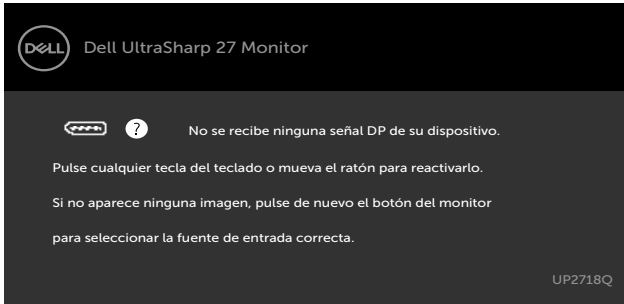 DELL
Dell UltraSharp 27 Monitor
? No se recibe ninguna señal DP de su dispositivo.
Pulse cualquier tecla del teclado o mueva el ratón para reactivarlo.
Si no aparece ninguna imagen, pulse de nuevo el botón del monitor
para seleccionar la fuente de entrada correcta.
UP2718Q